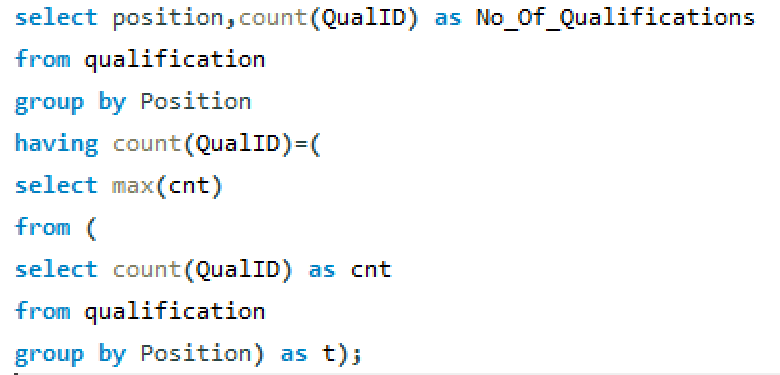 select position,count(QualID) as No_Of_Qualifications
from qualification
group by Position
having count(QualID)=(
select max(cnt)
from (
select count(QualID) as cnt
from qualification
group by Position) as t);